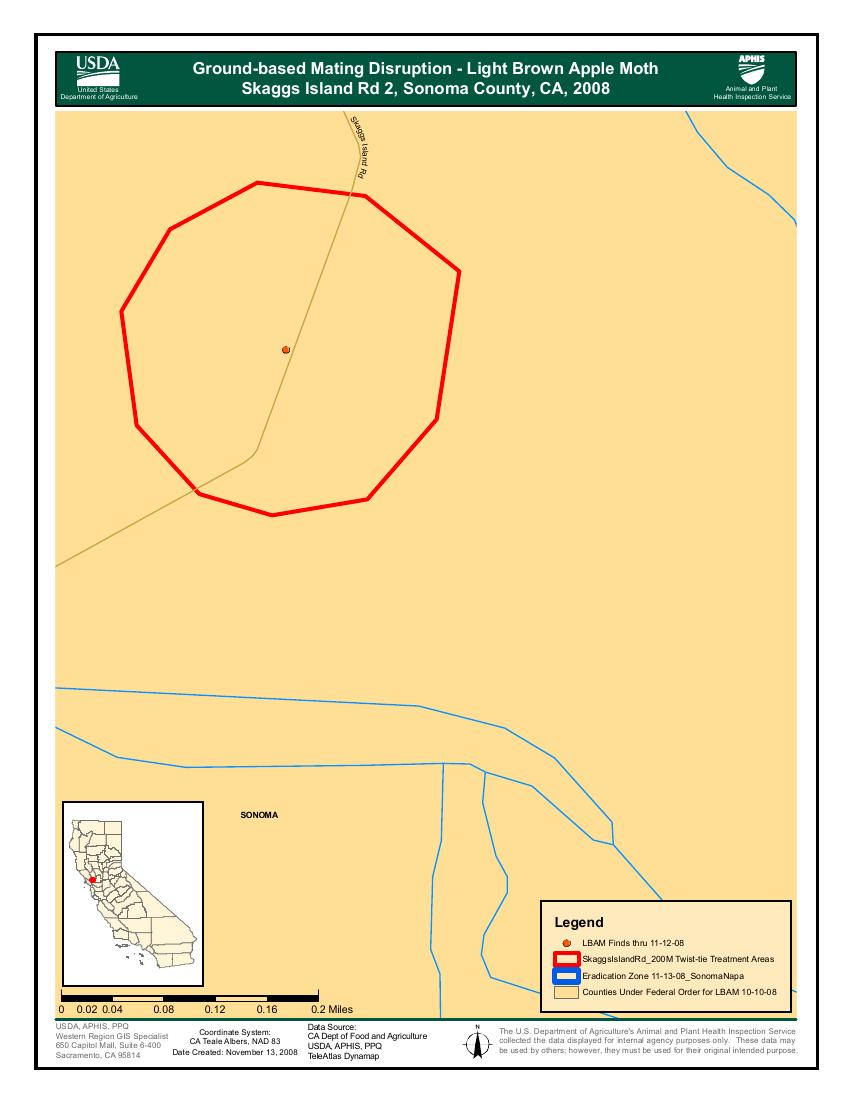 USDA
United States
Department of Agriculture
Ground-based Mating Disruption - Light Brown Apple Moth
Skaggs Island Rd 2, Sonoma County, CA, 2008
APHIS
Animal and Plant
Health Inspection Service
Skaggs Island Rd
SONOMA
Legend
LBAM Finds thru 11-12-08
SkaggsIslandRd_200M Twist-tie Treatment Areas
Eradication Zone 11-13-08_SonomaNapa
Counties Under Federal Order for LBAM 10-10-08
0 0.02 0.04 0.08 0.12 0.16 0.2 Miles
USDA, APHIS, PPQ
Western Region GIS Specialist
650 Capitol Mall, Suite 6-400
Sacramento, CA 95814
Coordinate System:
CA Teale Albers, NAD 83
Date Created: November 13, 2008
Data Source:
CA Dept of Food and Agriculture
USDA, APHIS, PPQ
TeleAtlas Dynamap
N
The U.S. Department of Agriculture's Animal and Plant Health Inspection Service
collected the data displayed for internal agency purposes only. These data may
be used by others; however, they must be used for their original intended purpose.